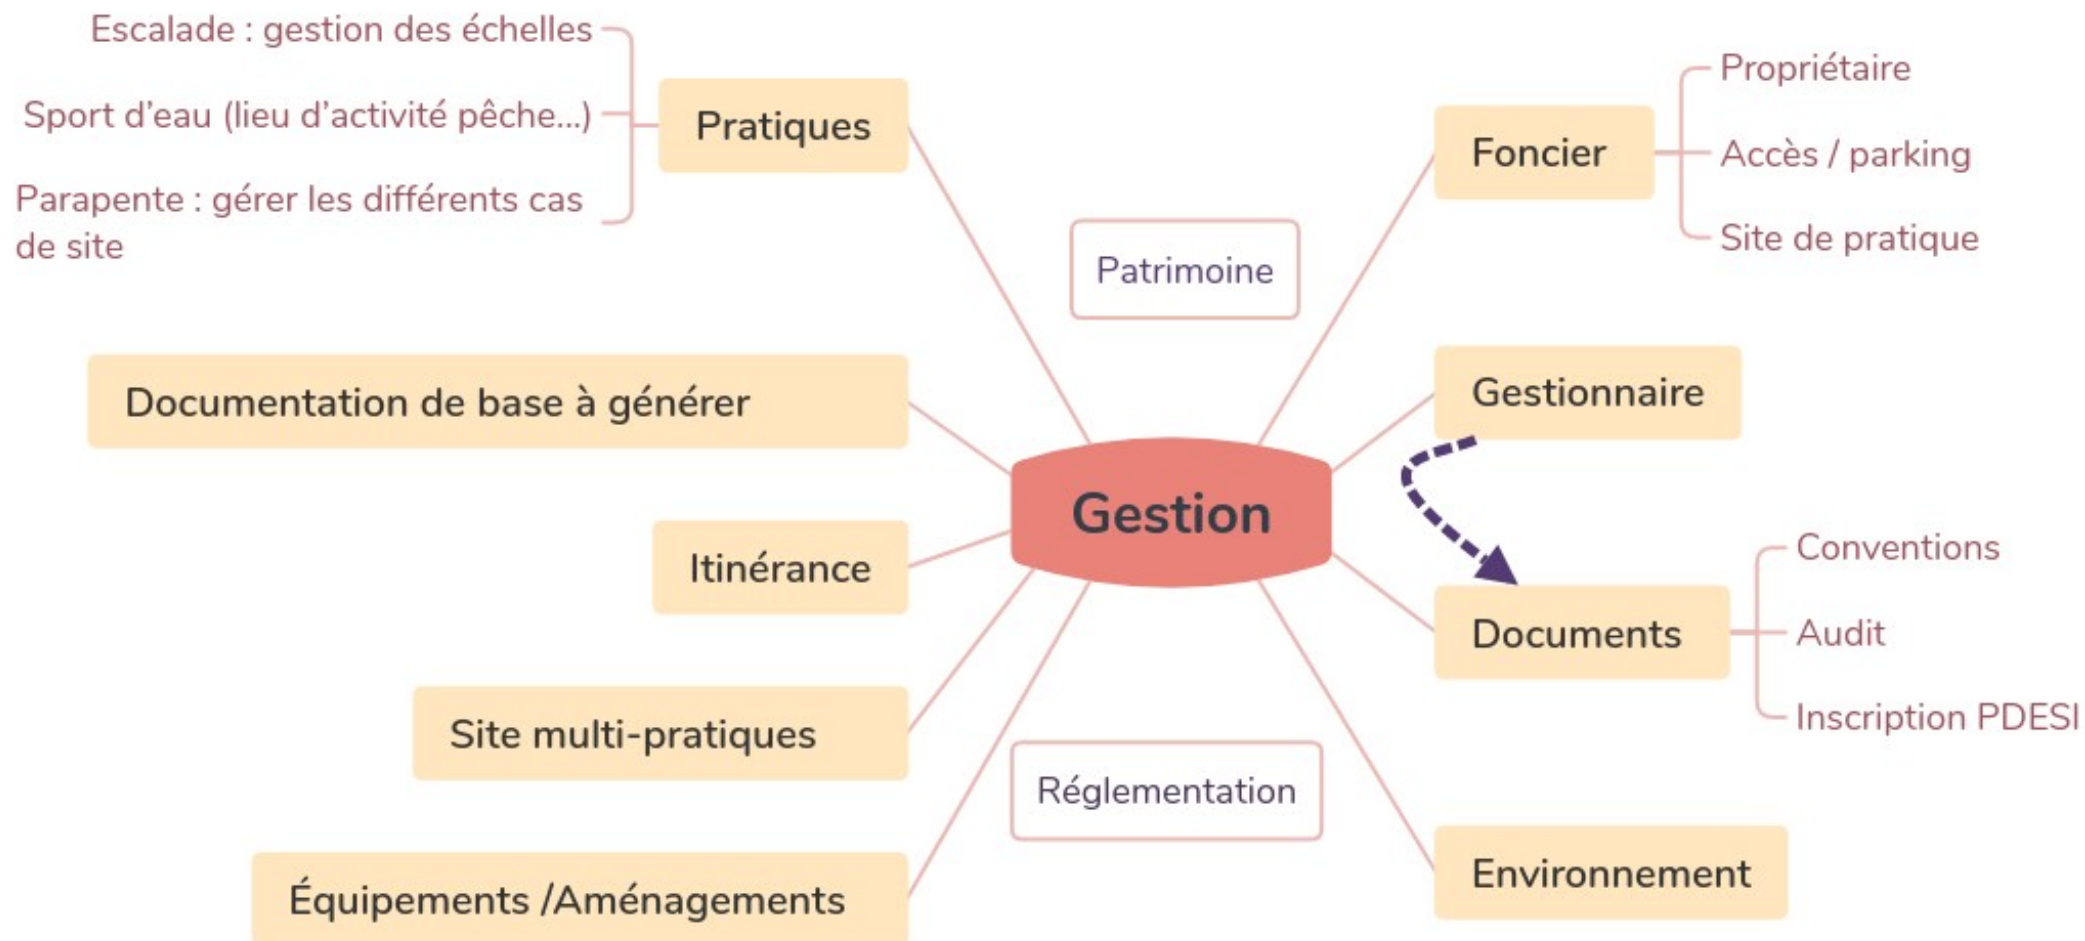 Escalade : gestion des échelles
Sport d'eau (lieu d'activité pêche...)
Parapente : gérer les différents cas
de site
Pratiques
Documentation de base à générer
Itinérance
Site multi-pratiques
Équipements /Aménagements
Patrimoine
Gestion
Réglementation
Foncier
Propriétaire
Accès / parking
Site de pratique
Gestionnaire
Documents
Conventions
Audit
Inscription PDESI
Environnement